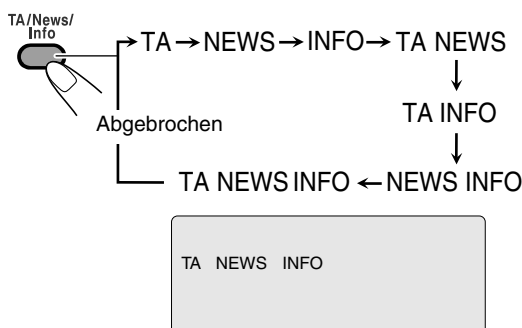 TA/News/
Info
TA → NEWS → INFO → TA NEWS
TA INFO
Abgebrochen
TA NEWS INFO ← NEWS INFO
TA NEWS INFO